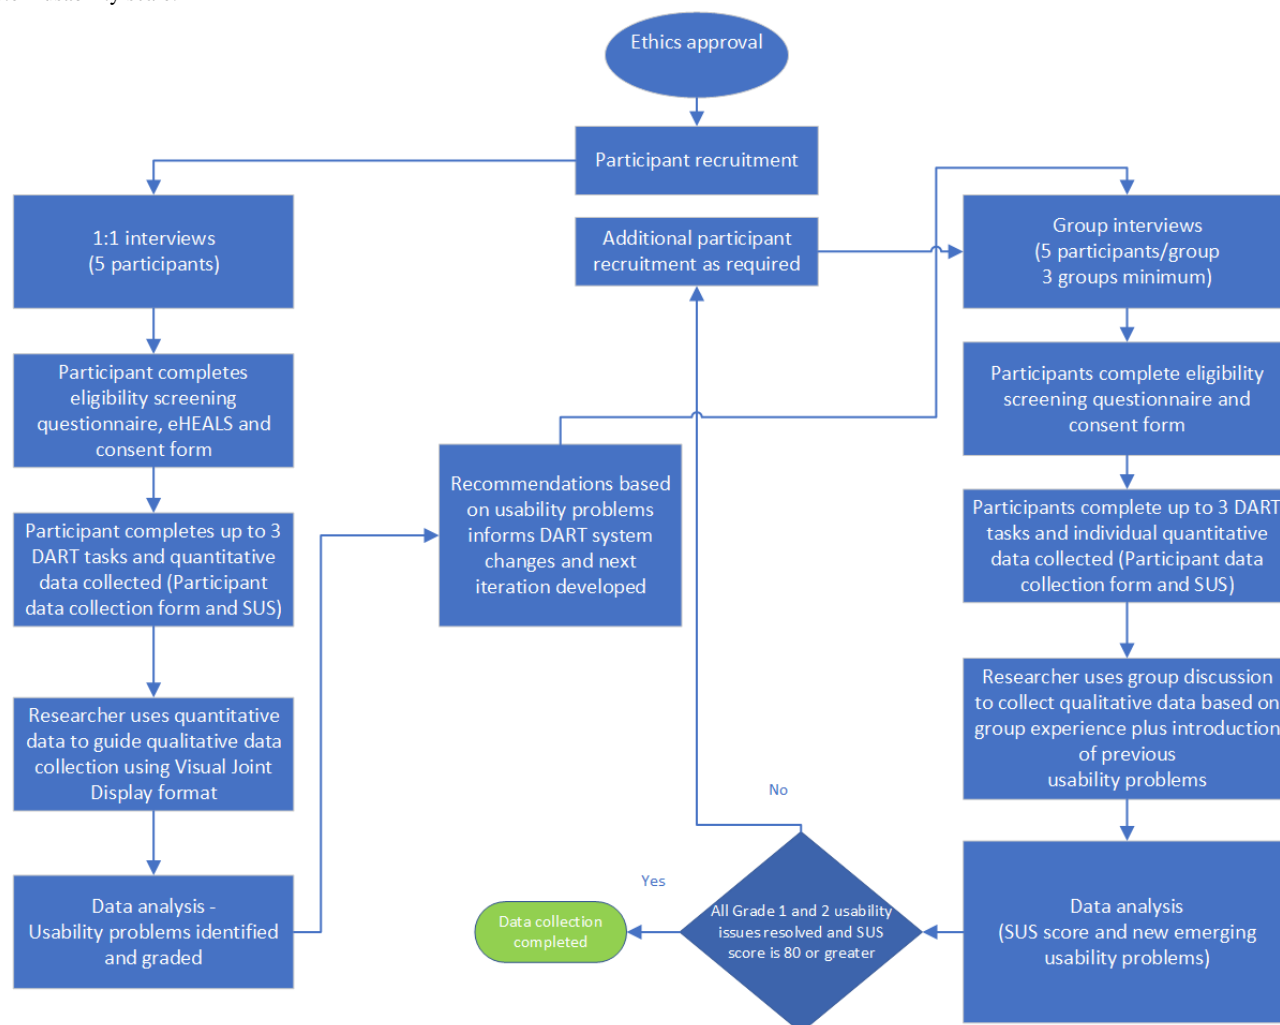 Ethics approval
Participant recruitment
1:1 interviews
(5 participants)
Additional participant
recruitment as required
Group interviews
(5 participants/group
3 groups minimum)
Participant completes
eligibility screening
questionnaire, eHEALS and
consent form
Participants complete eligibility
screening questionnaire and
consent form
Recommendations based
on usability problems
informs DART system
changes and next
iteration developed
Participant completes up to 3
DART tasks and quantitative
data collected (Participant
data collection form and SUS)
Participants complete up to 3 DART
tasks and individual quantitative
data collected (Participant data
collection form and SUS)
Researcher uses quantitative
data to guide qualitative data
collection using Visual Joint
Display format
Researcher uses group discussion
to collect qualitative data based on
group experience plus introduction
of previous
usability problems
No
Yes
Data analysis -
Usability problems identified
and graded
Data collection
completed
All Grade 1 and 2 usability
issues resolved and SUS
score is 80 or greater
Data analysis
(SUS score and new emerging
usability problems)